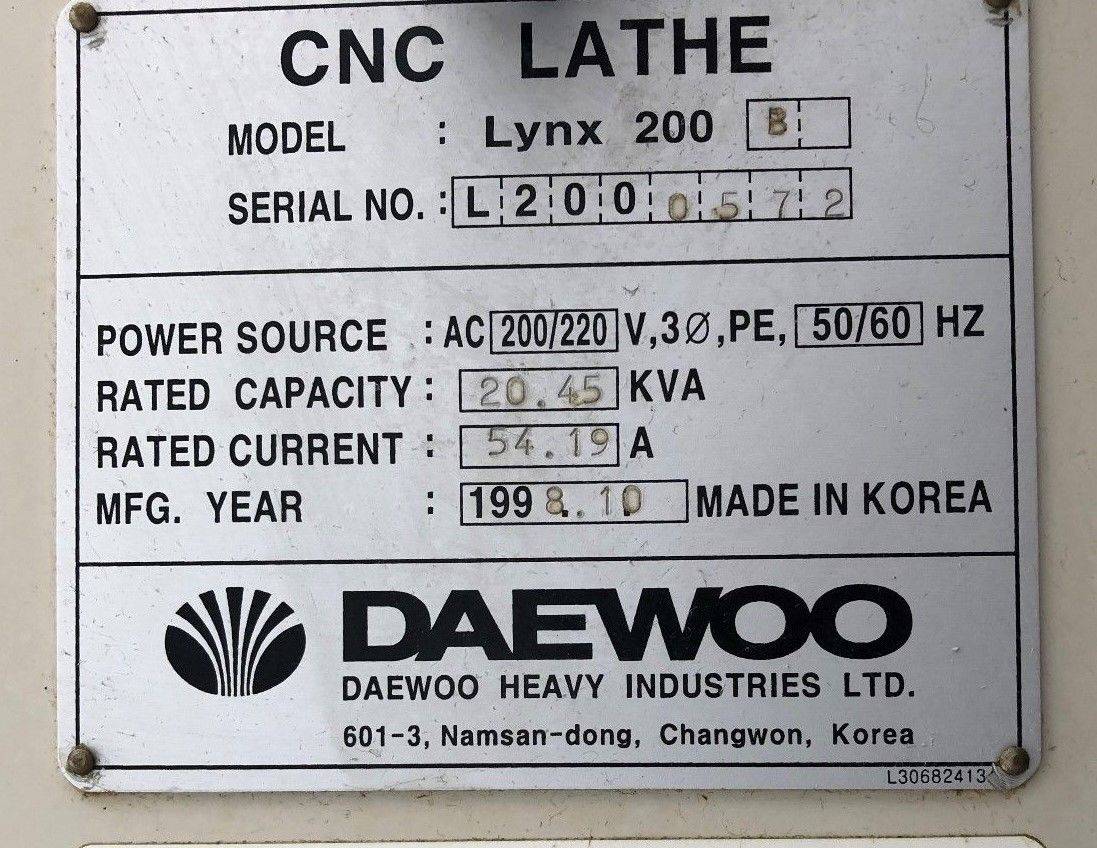 CNC LATHE
MODEL : Lynx 200 B
SERIAL NO. : L2000572
POWER SOURCE : AC 200/220 V, 3Ø, PE, 50/60 HZ
RATED CAPACITY : 20.45 KVA
RATED CURRENT : 54.19 A
MFG. YEAR : 1998.10 MADE IN KOREA
DAEWOO
DAEWOO HEAVY INDUSTRIES LTD.
601-3, Namsan-dong, Changwon, Korea
L30682413